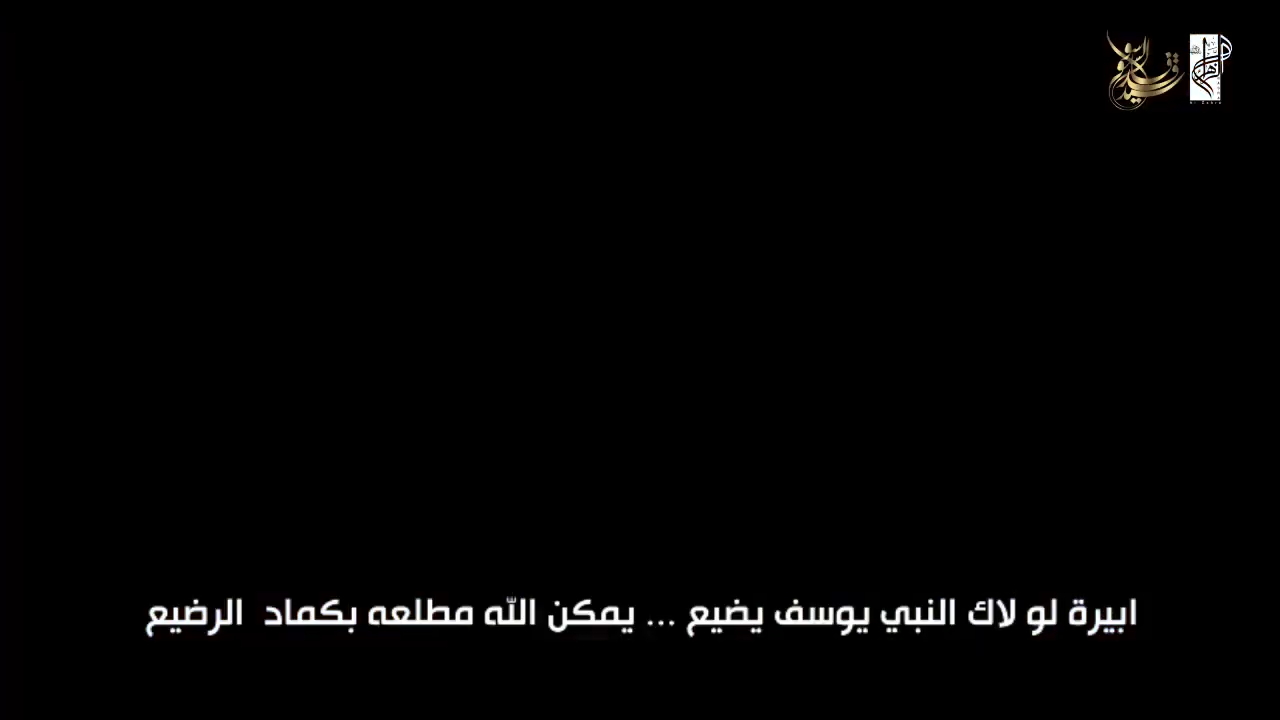 ابيرة لو لاك النبي يوسف يضيع ... يمكن الله مطلعه بكماد الرضيع